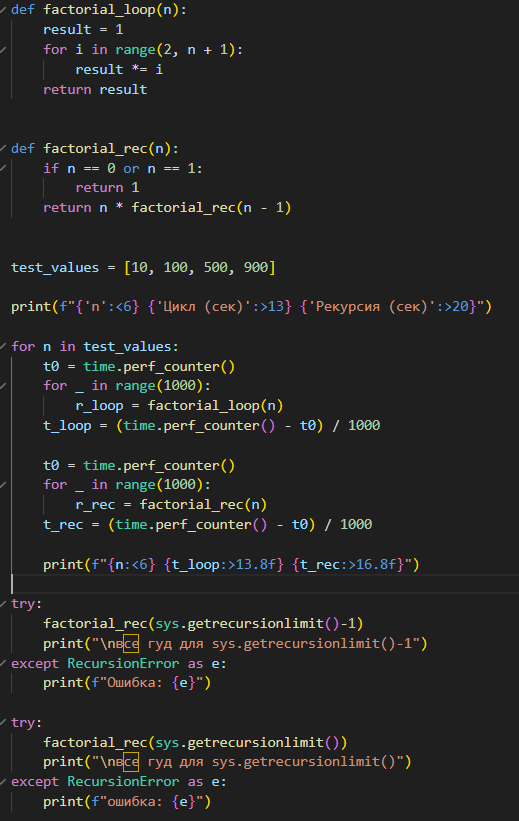 def factorial_loop(n):
    result = 1
    for i in range(2, n + 1):
        result *= i
    return result
def factorial_rec(n):
    if n == 0 or n == 1:
        return 1
    return n * factorial_rec(n - 1)
test_values = [10, 100, 500, 900]
print(f"{'n':<6} {'Цикл (сек)':>13} {'Рекурсия (сек)':>20}")
for n in test_values:
    t0 = time.perf_counter()
    for _ in range(1000):
        r_loop = factorial_loop(n)
    t_loop = (time.perf_counter() - t0) / 1000
    t0 = time.perf_counter()
    for _ in range(1000):
        r_rec = factorial_rec(n)
    t_rec = (time.perf_counter() - t0) / 1000
    print(f"{n:<6} {t_loop:>13.8f} {t_rec:>16.8f}")
try:
    factorial_rec(sys.getrecursionlimit()-1)
    print("\nвсе гуд для sys.getrecursionlimit()-1")
except RecursionError as e:
    print(f"Ошибка: {e}")
try:
    factorial_rec(sys.getrecursionlimit())
    print("\nвсе гуд для sys.getrecursionlimit()")
except RecursionError as e:
    print(f"ошибка: {e}")